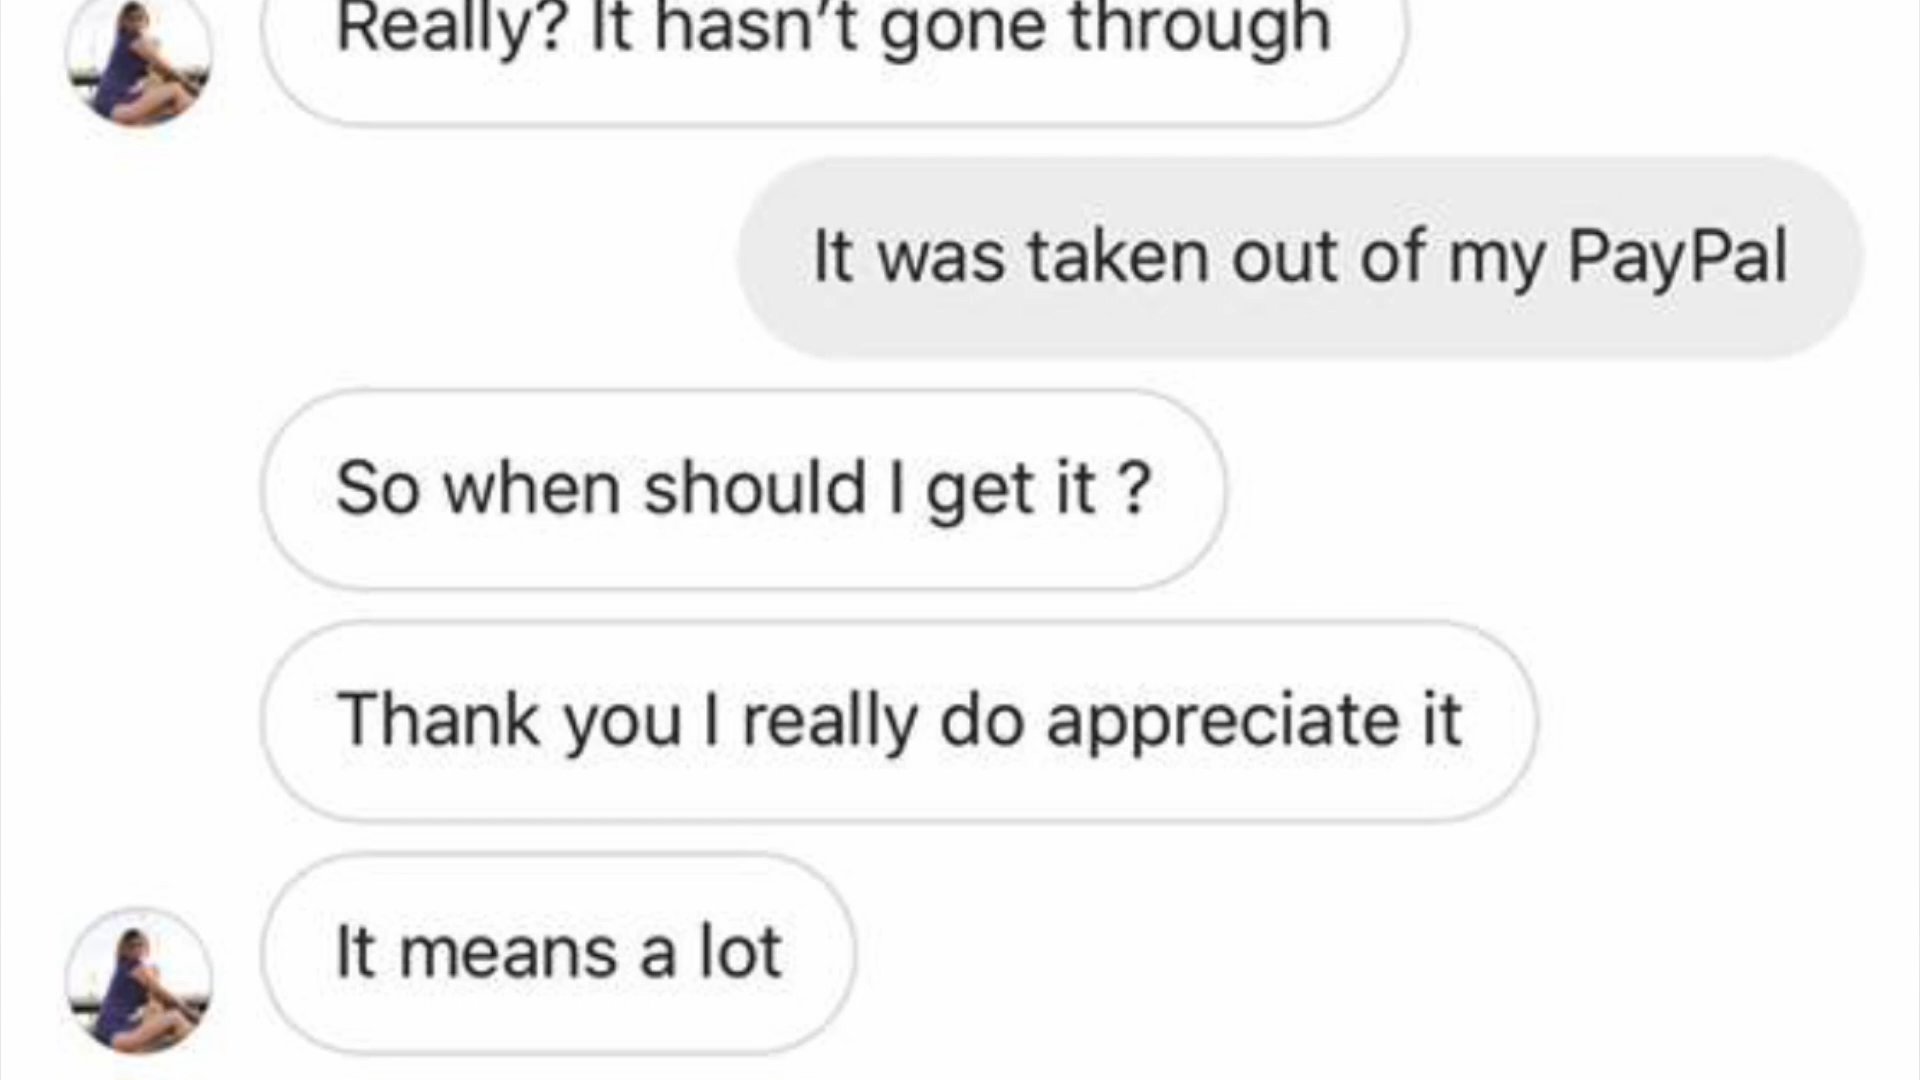 Really? It hasn't gone through
It was taken out of my PayPal
So when should I get it ?
Thank you I really do appreciate it
It means a lot